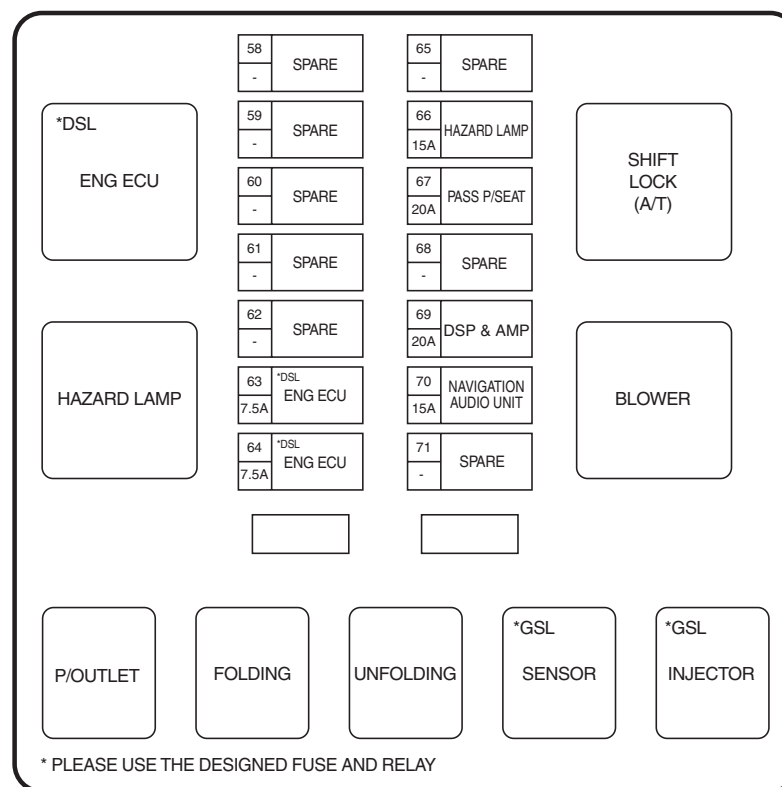 58
-
SPARE
65
-
SPARE
*DSL
ENG ECU
59
-
SPARE
66
15A
HAZARD LAMP
SHIFT
LOCK
(A/T)
60
-
SPARE
67
20A
PASS P/SEAT
61
-
SPARE
68
-
SPARE
HAZARD LAMP
62
-
SPARE
69
20A
DSP & AMP
BLOWER
63
7.5A
*DSL
ENG ECU
70
15A
NAVIGATION
AUDIO UNIT
64
7.5A
*DSL
ENG ECU
71
-
SPARE
P/OUTLET
FOLDING
UNFOLDING
*GSL
SENSOR
*GSL
INJECTOR
* PLEASE USE THE DESIGNED FUSE AND RELAY